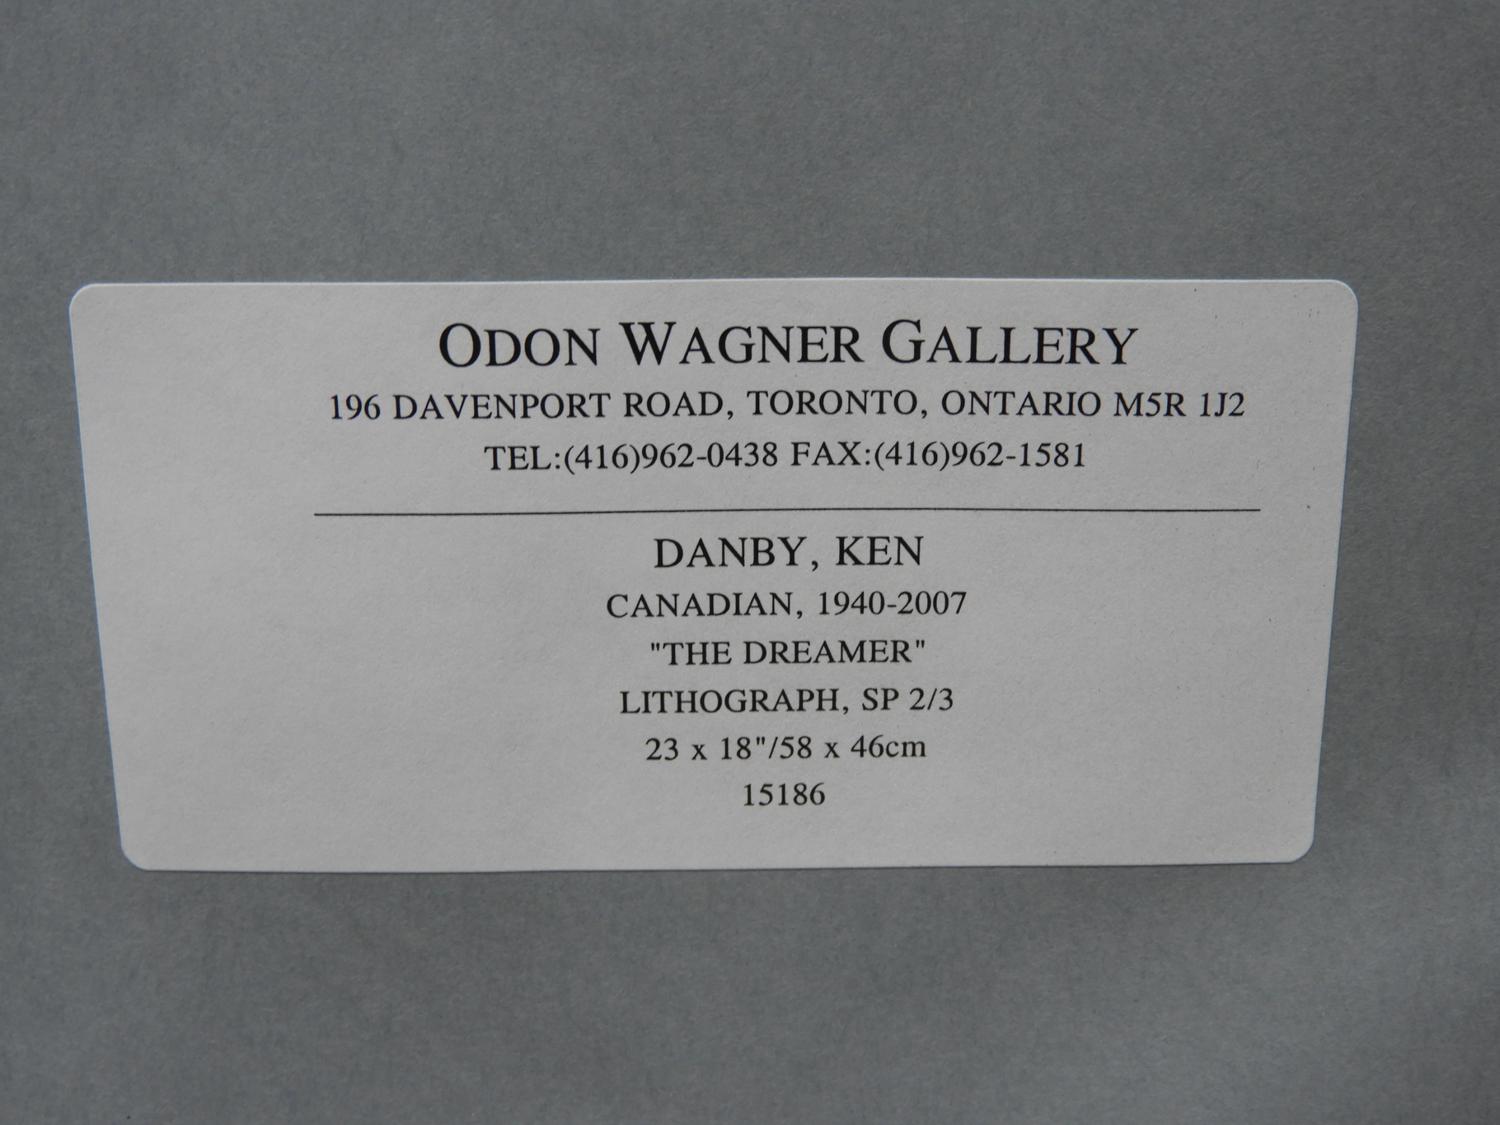 ODON WAGNER GALLERY
196 DAVENPORT ROAD, TORONTO, ONTARIO M5R 1J2
TEL:(416)962-0438 FAX:(416)962-1581
DANBY, KEN
CANADIAN, 1940-2007
"THE DREAMER"
LITHOGRAPH, SP 2/3
23 x 18"/58 x 46cm
15186